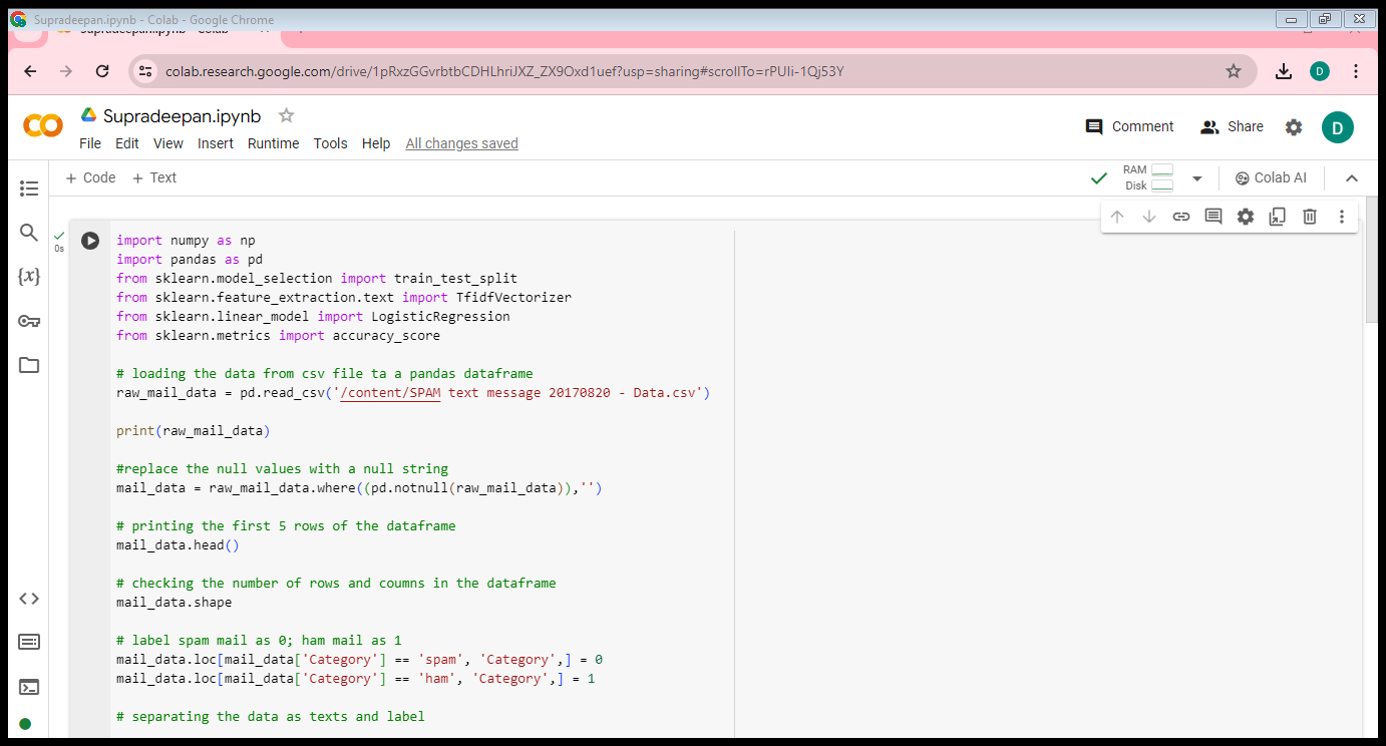 Supradeepan.ipynb - Colab - Google Chrome
Supradeepan.ipynb - Colab
colab.research.google.com/drive/1pRxzGGvrbtbCDHLhriJXZ_ZX9Oxd1uef?usp=sharing#scrollTo=rPUIi-1Qj53Y
D
Supradeepan.ipynb
Comment
Share
D
File Edit View Insert Runtime Tools Help All changes saved
+ Code + Text
RAM
Disk
Colab AI
0s
{x}
import numpy as np
import pandas as pd
from sklearn.model_selection import train_test_split
from sklearn.feature_extraction.text import TfidfVectorizer
from sklearn.linear_model import LogisticRegression
from sklearn.metrics import accuracy_score
# loading the data from csv file ta a pandas dataframe
raw_mail_data = pd.read_csv('/content/SPAM text message 20170820 - Data.csv')
print(raw_mail_data)
#replace the null values with a null string
mail_data = raw_mail_data.where((pd.notnull(raw_mail_data)),'')
# printing the first 5 rows of the dataframe
mail_data.head()
# checking the number of rows and coumns in the dataframe
mail_data.shape
# label spam mail as 0; ham mail as 1
mail_data.loc[mail_data['Category'] == 'spam', 'Category',] = 0
mail_data.loc[mail_data['Category'] == 'ham', 'Category',] = 1
# separating the data as texts and label